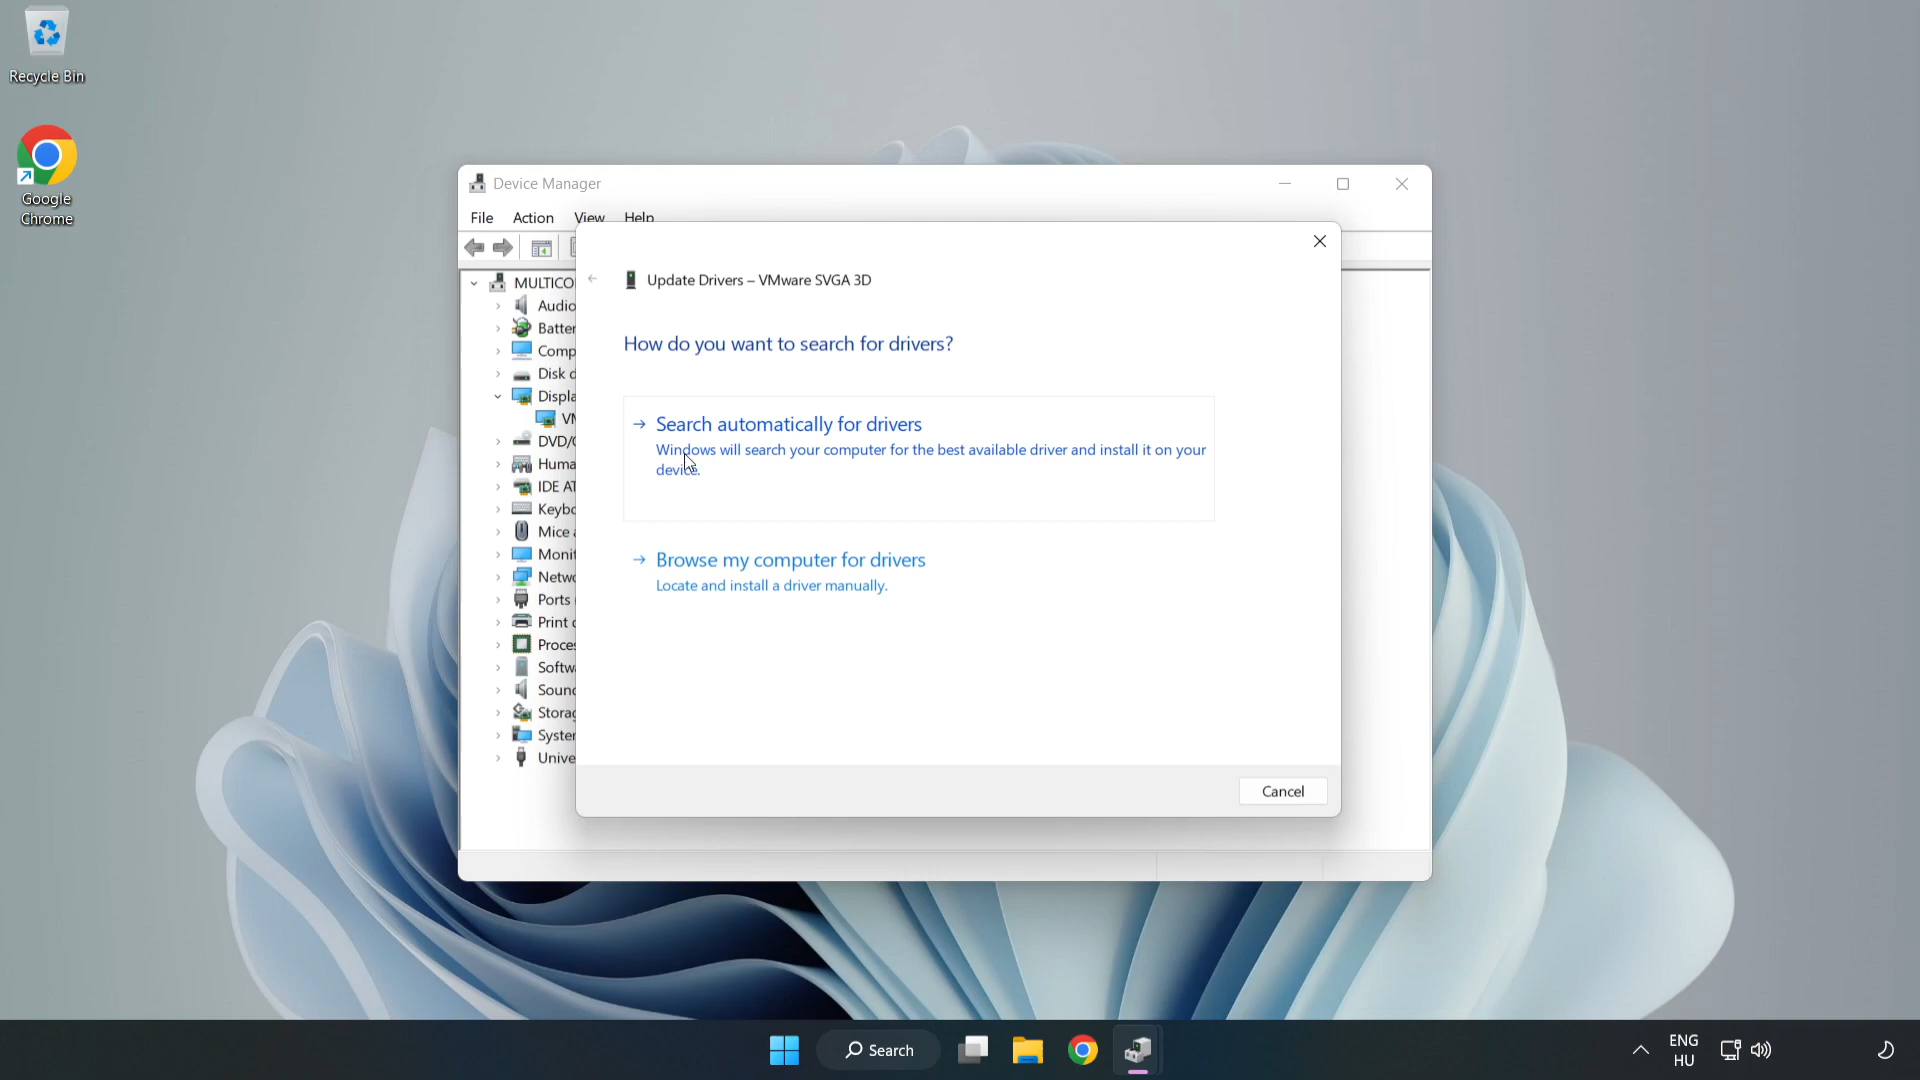 Recycle Bin
Google
Chrome
Device Manager
File Action View Help
MULTICO
Audio
Batter
Comp
Disk d
Displa
VM
DVD/
Huma
IDE AT
Keybo
Mice a
Monit
Netwo
Ports
Print
Proces
Softwa
Sound
Storag
System
Unive
Update Drivers – VMware SVGA 3D
How do you want to search for drivers?
Search automatically for drivers
Windows will search your computer for the best available driver and install it on your
device.
Browse my computer for drivers
Locate and install a driver manually.
Cancel
Search
ENG
HU